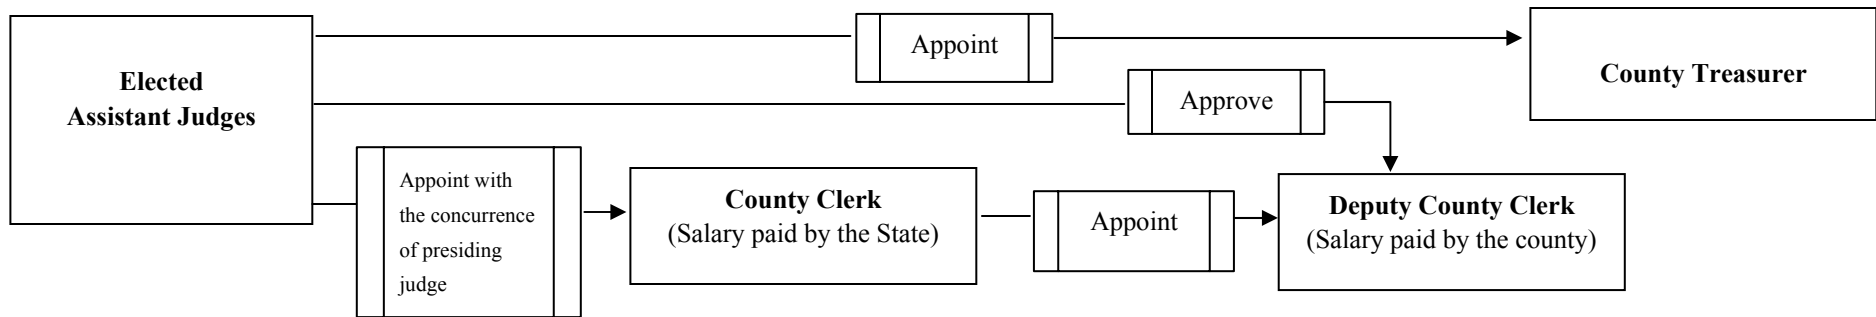 Elected
Assistant Judges
Appoint
County Treasurer
Approve
Appoint with
the concurrence
of presiding
judge
County Clerk
(Salary paid by the State)
Appoint
Deputy County Clerk
(Salary paid by the county)